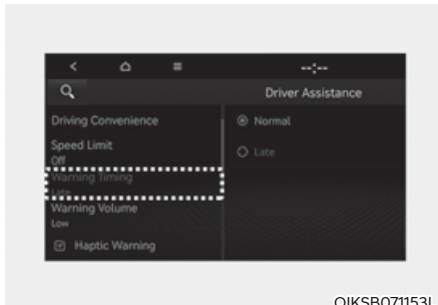 --:--
Driver Assistance
Driving Convenience
Normal
Speed Limit
Off
Late
Warning Timing
Late
Warning Volume
Low
Haptic Warning
OIKSB071153L